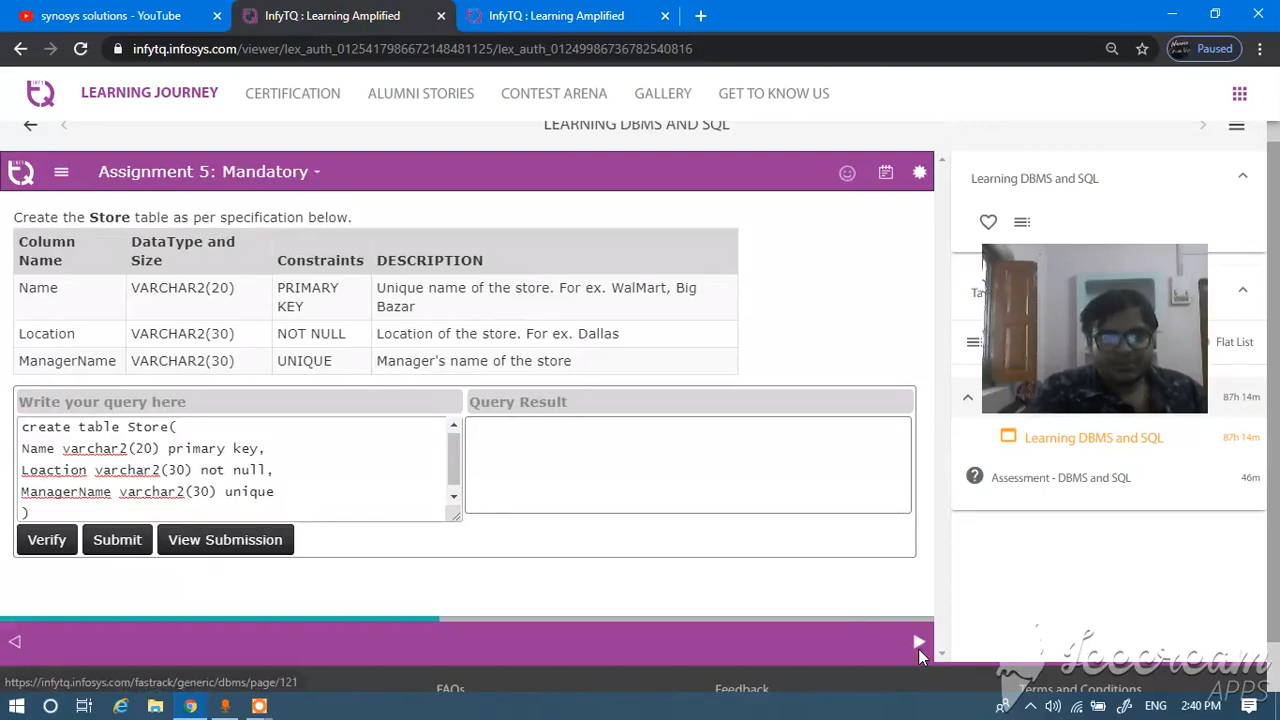 synosys solutions - YouTube
InfyTQ : Learning Amplified
InfyTQ : Learning Amplified
infytq.infosys.com/viewer/lex_auth_012541798667214848​1125/lex_auth_01249986736782540816
Paused
LEARNING JOURNEY
CERTIFICATION
ALUMNI STORIES
CONTEST ARENA
GALLERY
GET TO KNOW US
LEARNING DBMS AND SQL
Assignment 5: Mandatory
Learning DBMS and SQL
Create the Store table as per specification below.
Column Name DataType and Size Constraints DESCRIPTION
Name VARCHAR2(20) PRIMARY KEY Unique name of the store. For ex. WalMart, Big Bazar
Location VARCHAR2(30) NOT NULL Location of the store. For ex. Dallas
ManagerName VARCHAR2(30) UNIQUE Manager's name of the store
Flat List
87h 14m
Learning DBMS and SQL 87h 14m
Assessment - DBMS and SQL 46m
Write your query here
Query Result
create table Store(
Name varchar2(20) primary key,
Loaction varchar2(30) not null,
ManagerName varchar2(30) unique
)
Verify
Submit
View Submission
https://infytq.infosys.com/fastrack/generic/dbms/page/121
FAQs
Feedback
Terms and Conditions
Icecream
APPS
ENG
2:40 PM